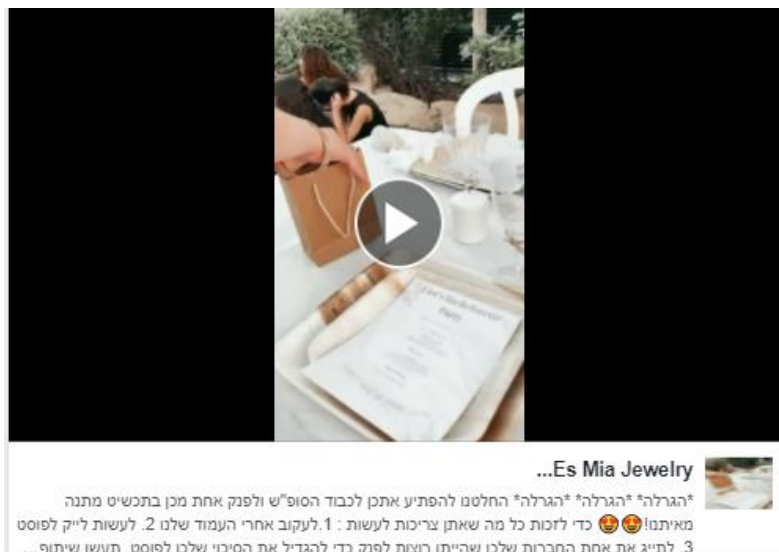 Es Mia Jewelry...
*הגרלה* *הגרלה* *הגרלה* החלטנו להפתיע אתכן לכבוד הסופ"ש ולפנק אחת מכן בתכשיט מתנה
מאיתנו!🤩🤩 כדי לזכות כל מה שאתן צריכות לעשות : 1.לעקוב אחרי העמוד שלנו 2. לעשות לייק לפוסט
3. לתייג את אחת החברות שלכן שהייתן רוצות לפנק כדי להגדיל את הסיכוי שלכן לפוסט. תעשו שיתוף...